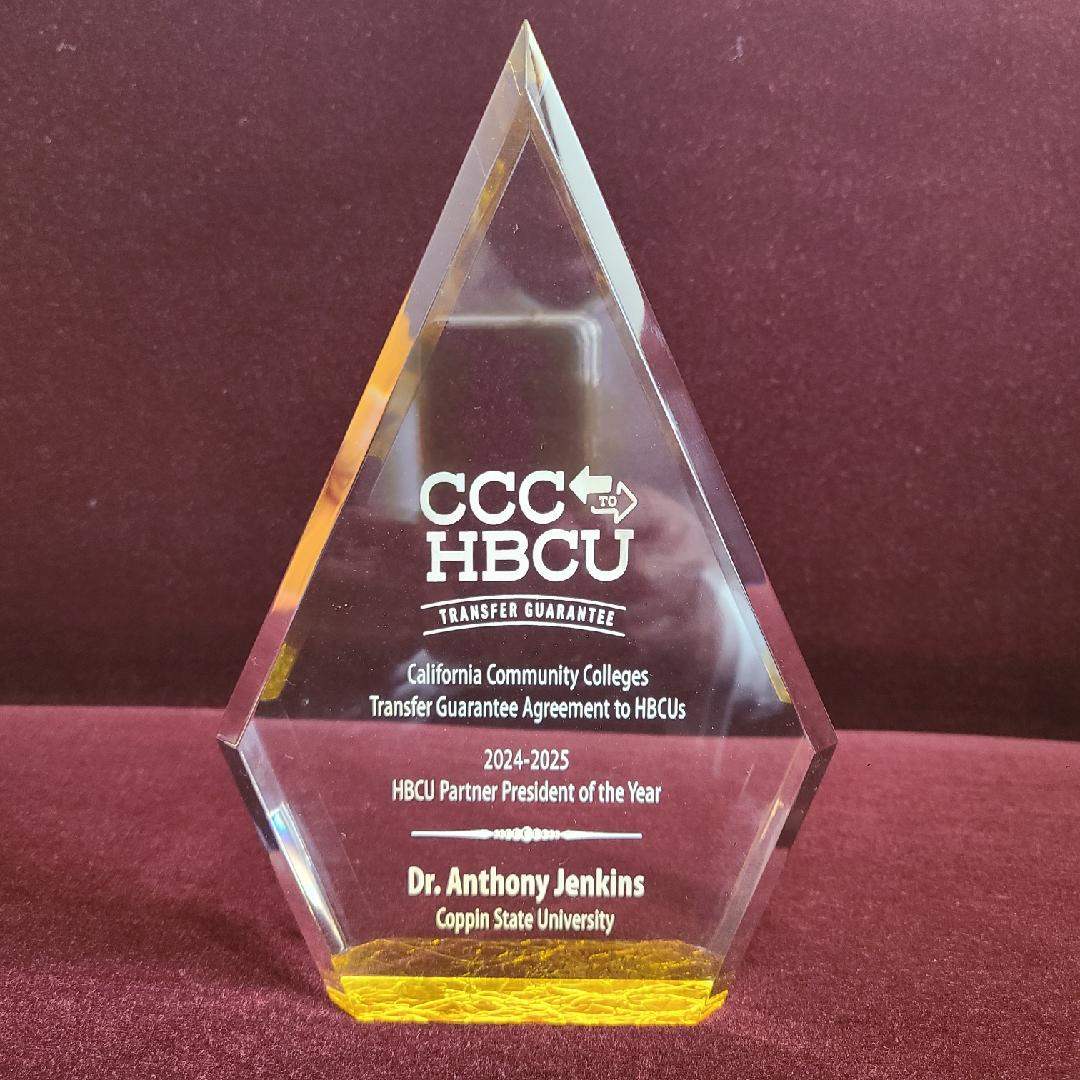 CCC TO
HBCU
TRANSFER GUARANTEE
California Community Colleges
Transfer Guarantee Agreement to HBCUs
2024-2025
HBCU Partner President of the Year
Dr. Anthony Jenkins
Coppin State University